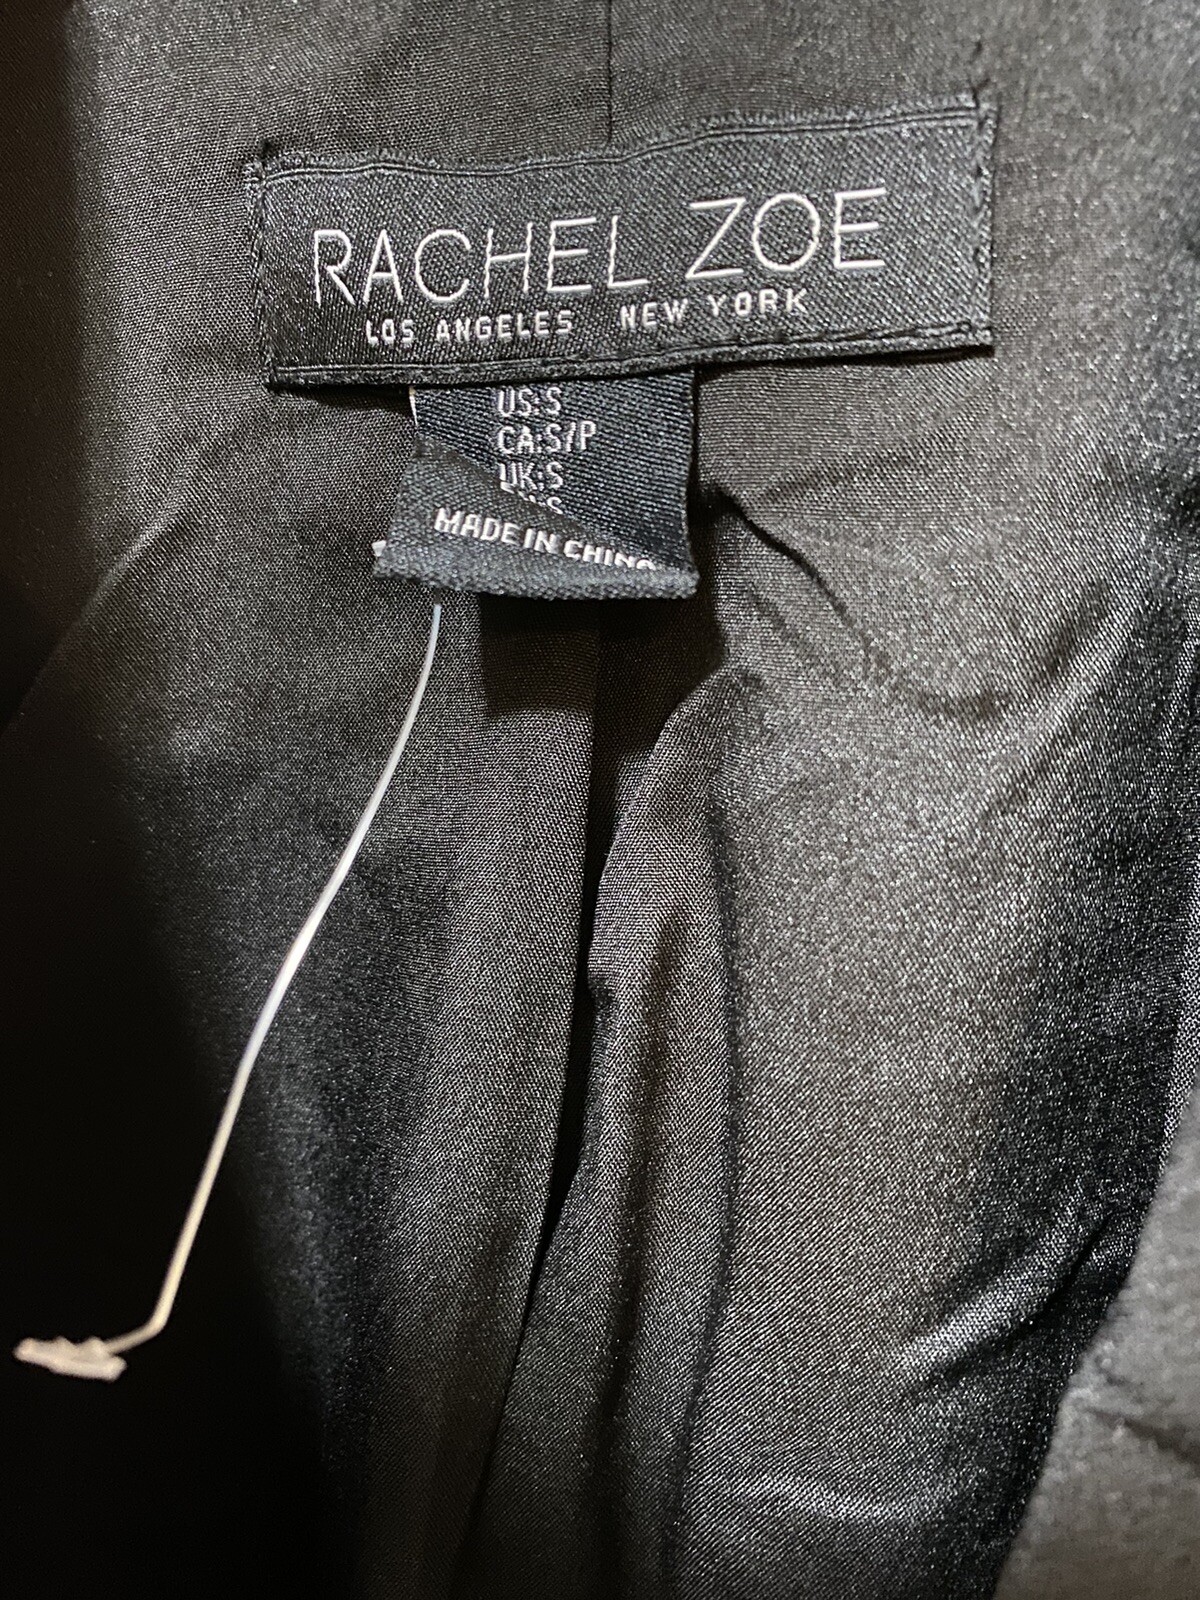 RACHEL ZOE
LOS ANGELES NEW YORK
US:S
CA:S/P
UK:S
MADE IN CHINA